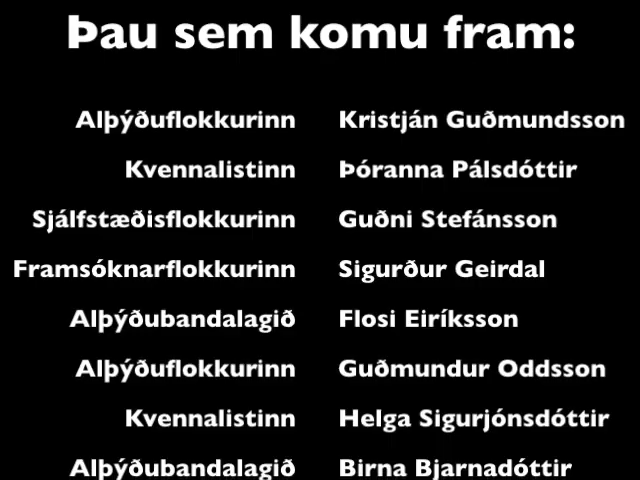 Þau sem komu fram:
Alþýðuflokkurinn Kristján Guðmundsson
Kvennalistinn Þóranna Pálsdóttir
Sjálfstæðisflokkurinn Guðni Stefánsson
Framsóknarflokkurinn Sigurður Geirdal
Alþýðubandalagið Flosi Eiríksson
Alþýðuflokkurinn Guðmundur Oddsson
Kvennalistinn Helga Sigurjónsdóttir
Alþýðubandalagið Birna Bjarnadóttir